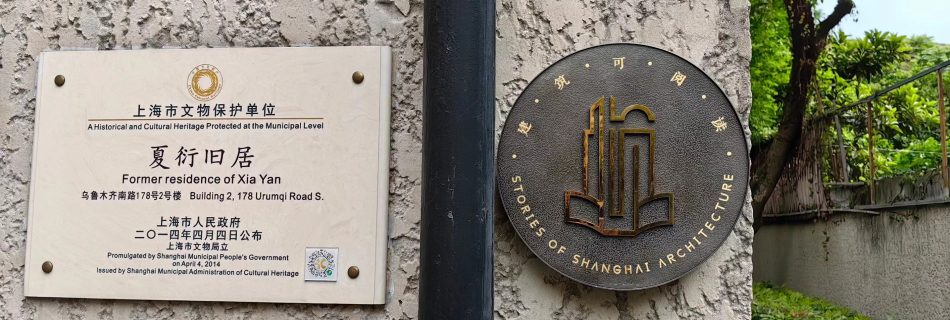 上海市文物保护单位
A Historical and Cultural Heritage Protected at the Municipal Level
夏衍旧居
Former residence of Xia Yan
乌鲁木齐南路178号2号楼 Building 2, 178 Urumqi Road S.
上海市人民政府
二〇一四年四月四日公布
上海市文物局立
Promulgated by Shanghai Municipal People's Government
on April 4, 2014
Issued by Shanghai Municipal Administration of Cultural Heritage
·建·筑·可·阅·读·
STORIES OF SHANGHAI ARCHITECTURE